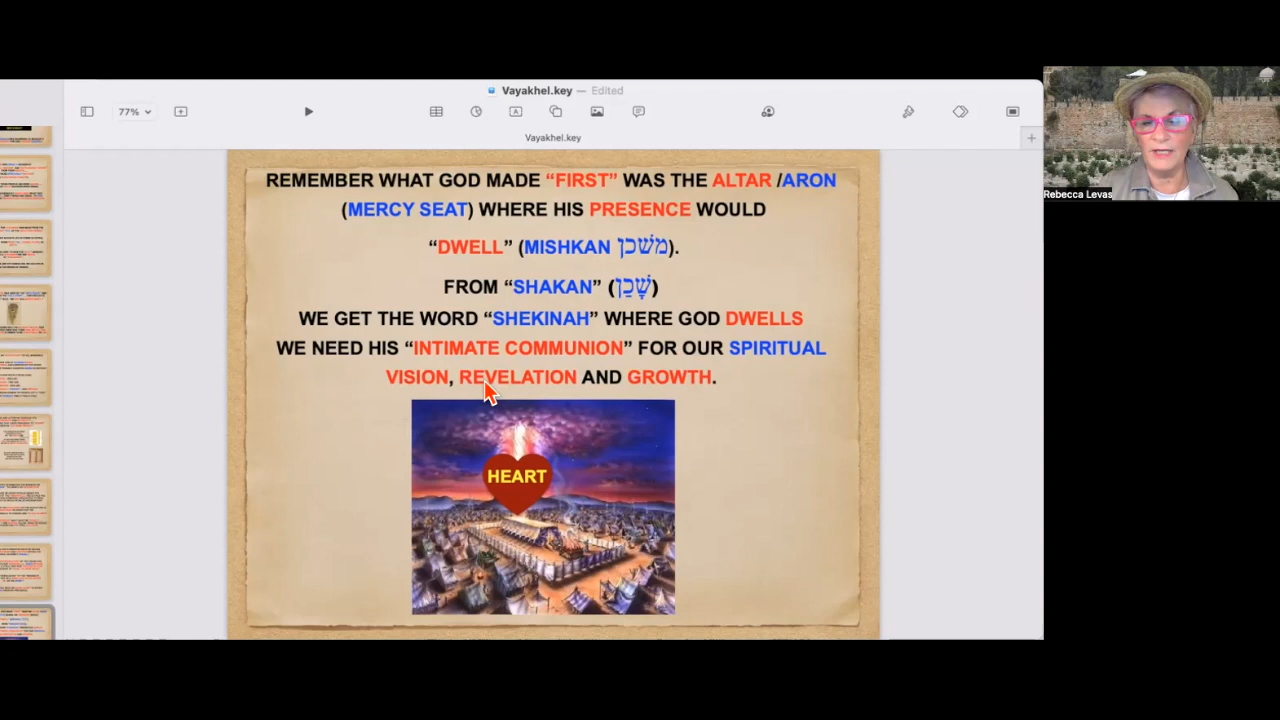 Vayakhel.key — Edited
77%
Vayakhel.key
REMEMBER WHAT GOD MADE “FIRST” WAS THE ALTAR /ARON
(MERCY SEAT) WHERE HIS PRESENCE WOULD
“DWELL” (MISHKAN משׁכן).
FROM “SHAKAN” (שָׁכַן)
WE GET THE WORD “SHEKINAH” WHERE GOD DWELLS
WE NEED HIS “INTIMATE COMMUNION” FOR OUR SPIRITUAL
VISION, REVELATION AND GROWTH.
HEART
Rebecca Levas